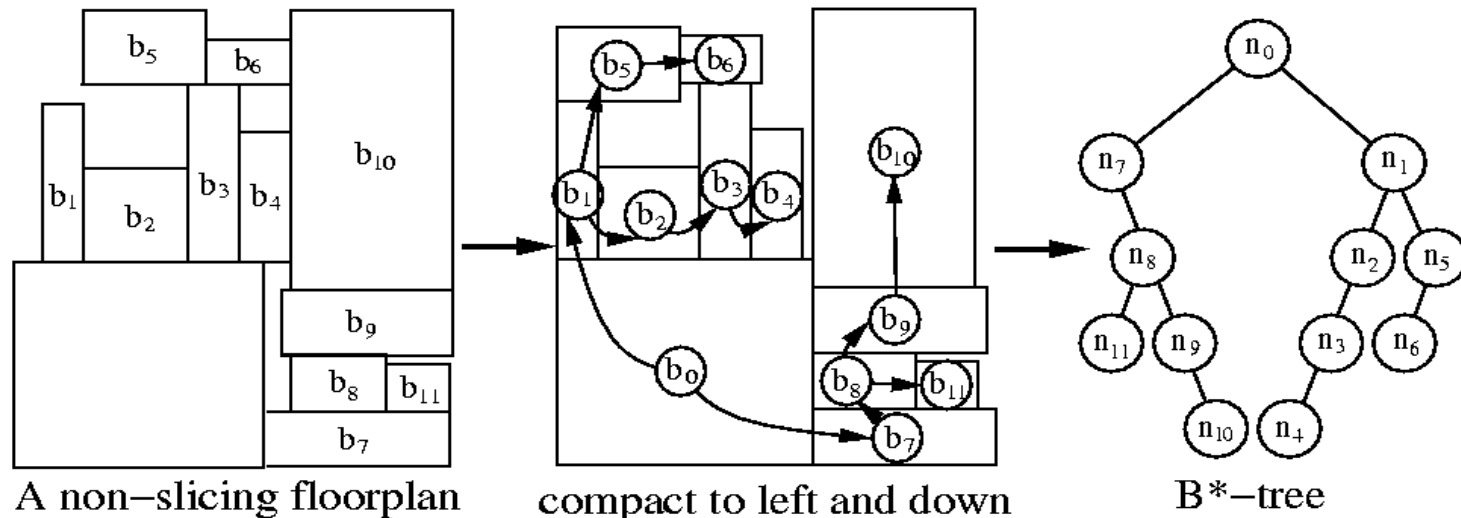 b5
b6
b10
b1
b2
b3
b4
b9
b8
b11
b7
A non−slicing floorplan
b5
b6
b10
b1
b2
b3
b4
b9
b0
b8
b11
b7
compact to left and down
n0
n7
n1
n8
n2
n5
n11
n9
n3
n6
n10
n4
B*−tree